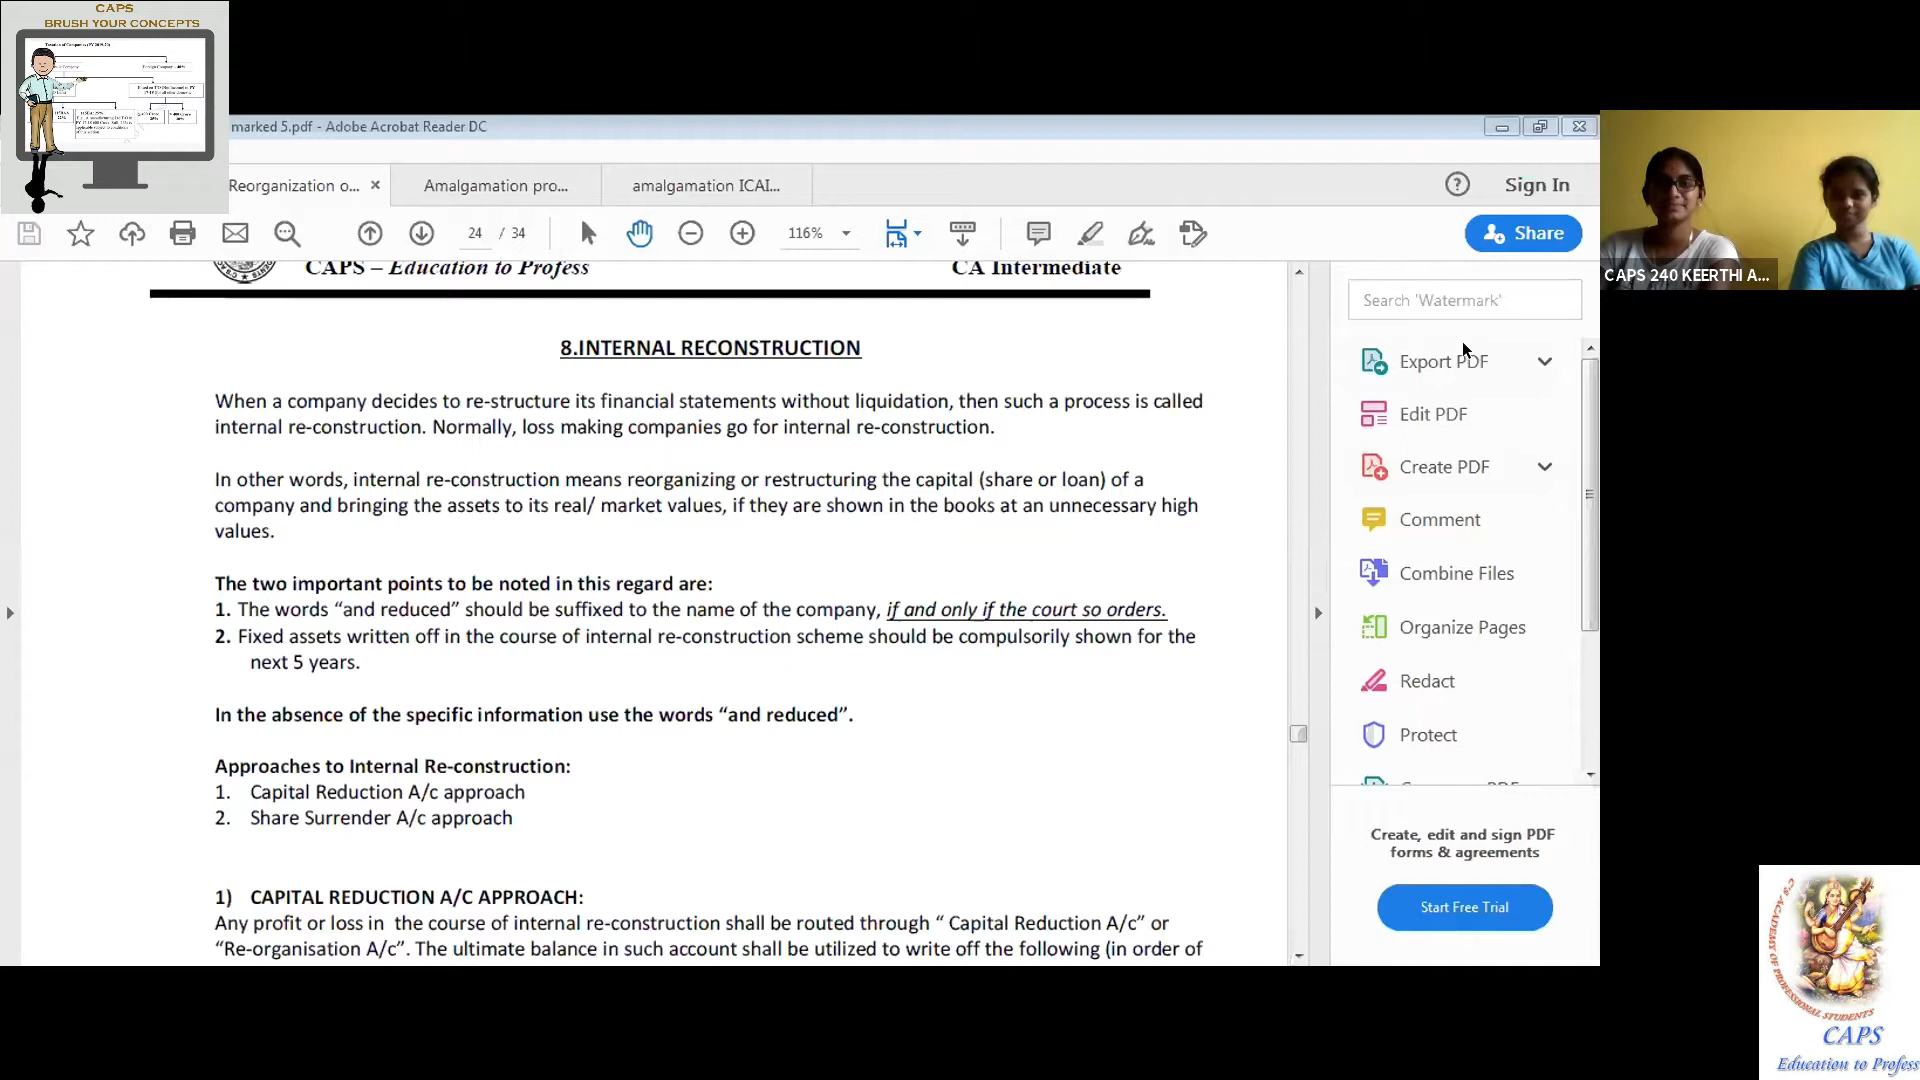 CAPS
BRUSH YOUR CONCEPTS
Taxation of Companies (FY 2019-20)
Foreign Company - 40%
marked 5.pdf - Adobe Acrobat Reader DC
Reorganization o...
Amalgamation pro...
amalgamation ICAI...
Sign In
24 / 34
116%
Share
CAPS – Education to Profess
CA Intermediate
8.INTERNAL RECONSTRUCTION
When a company decides to re-structure its financial statements without liquidation, then such a process is called
internal re-construction. Normally, loss making companies go for internal re-construction.
In other words, internal re-construction means reorganizing or restructuring the capital (share or loan) of a
company and bringing the assets to its real/ market values, if they are shown in the books at an unnecessary high
values.
The two important points to be noted in this regard are:
1. The words “and reduced” should be suffixed to the name of the company, if and only if the court so orders.
2. Fixed assets written off in the course of internal re-construction scheme should be compulsorily shown for the
next 5 years.
In the absence of the specific information use the words “and reduced”.
Approaches to Internal Re-construction:
1. Capital Reduction A/c approach
2. Share Surrender A/c approach
1) CAPITAL REDUCTION A/C APPROACH:
Any profit or loss in the course of internal re-construction shall be routed through “ Capital Reduction A/c” or
“Re-organisation A/c”. The ultimate balance in such account shall be utilized to write off the following (in order of
Search 'Watermark'
Export PDF
Edit PDF
Create PDF
Comment
Combine Files
Organize Pages
Redact
Protect
Create, edit and sign PDF
forms & agreements
Start Free Trial
CAPS 240 KEERTHI A...
C's ACADEMY OF PROFESSIONAL STUDENTS
CAPS
Education to Profess